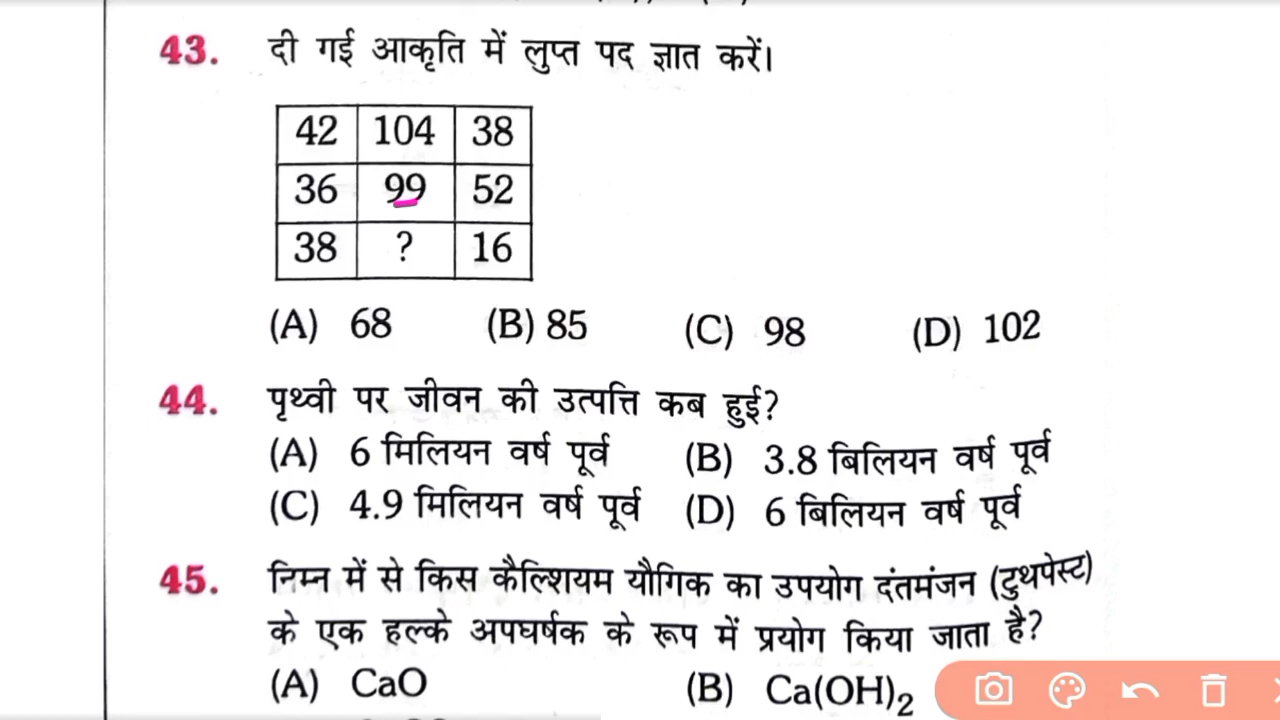 43. दी गई आकृति में लुप्त पद ज्ञात करें।
42 104 38
36 99 52
38 ? 16
(A) 68 (B) 85 (C) 98 (D) 102
44. पृथ्वी पर जीवन की उत्पत्ति कब हुई?
(A) 6 मिलियन वर्ष पूर्व (B) 3.8 बिलियन वर्ष पूर्व
(C) 4.9 मिलियन वर्ष पूर्व (D) 6 बिलियन वर्ष पूर्व
45. निम्न में से किस कैल्शियम यौगिक का उपयोग दंतमंजन (टुथपेस्ट)
के एक हल्के अपघर्षक के रूप में प्रयोग किया जाता है?
(A) CaO (B) Ca(OH)₂